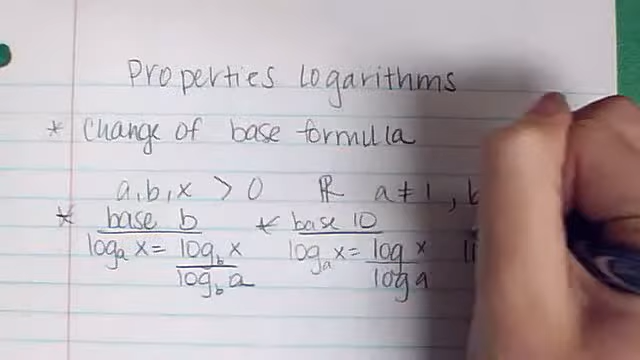 Properties Logarithms
* Change of base formula
a, b, x > 0 ℝ a ≠ 1, b
* base b * base 10
logₐ x = log_b x / log_b a logₐ x = log x / log a